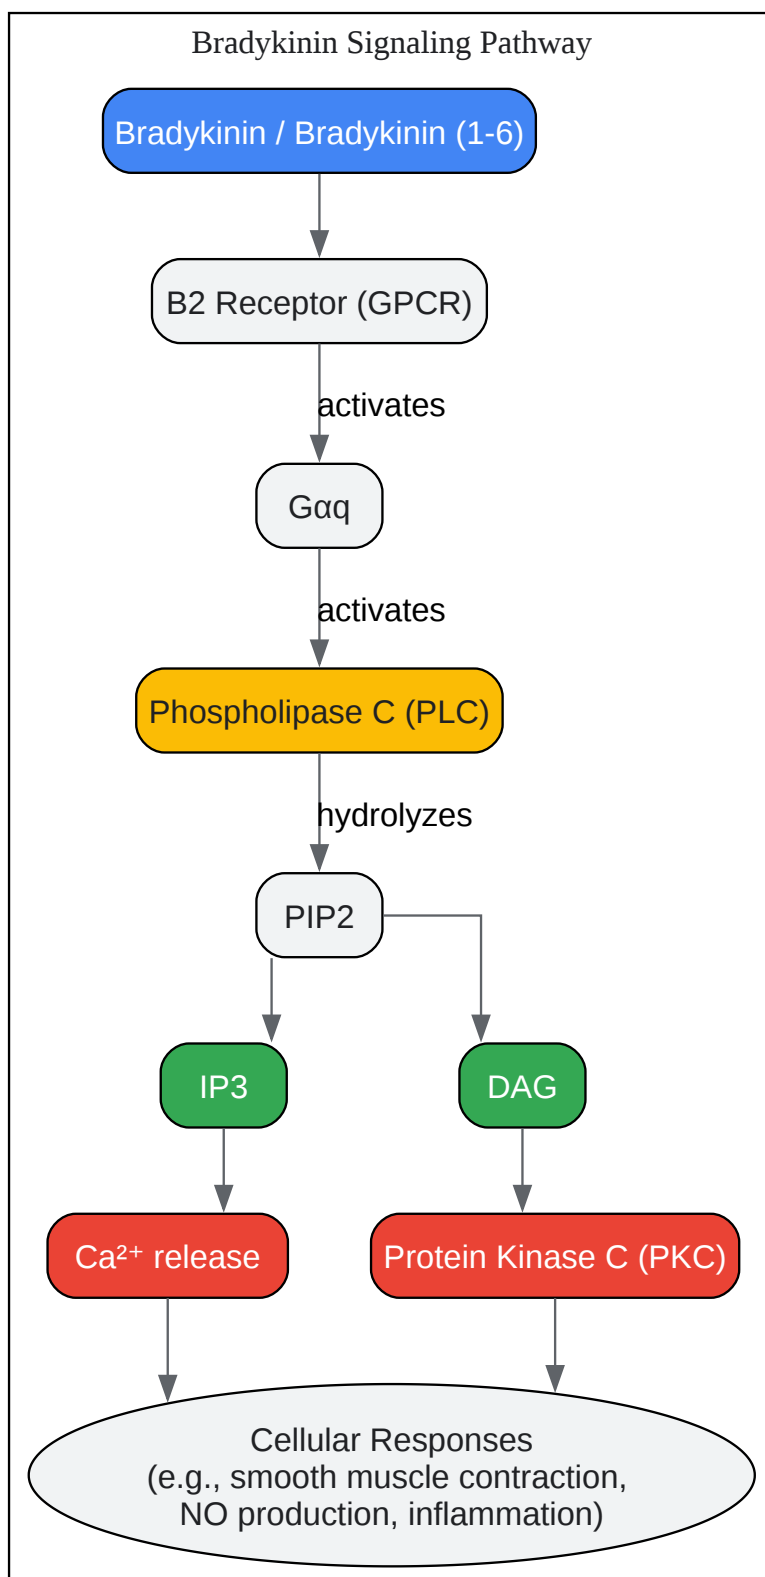 Bradykinin Signaling Pathway
Bradykinin / Bradykinin (1-6)
B2 Receptor (GPCR)
activates
Gαq
activates
Phospholipase C (PLC)
hydrolyzes
PIP2
IP3
DAG
Ca²⁺ release
Protein Kinase C (PKC)
Cellular Responses
(e.g., smooth muscle contraction,
NO production, inflammation)